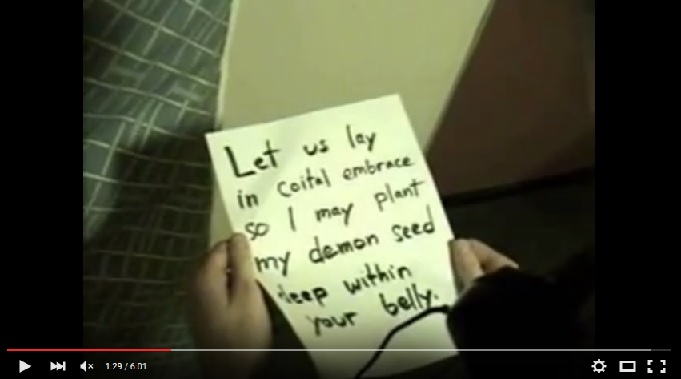 Let us lay
in coital embrace
so I may plant
my demon seed
deep within
your belly.
1:29 / 6:01